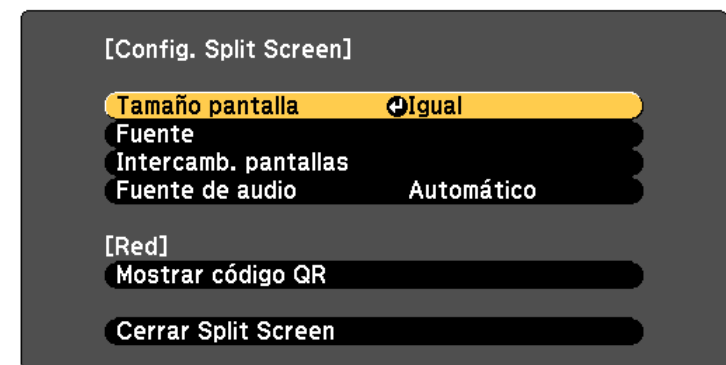 [Config. Split Screen]
Tamaño pantalla Igual
Fuente
Intercamb. pantallas
Fuente de audio Automático
[Red]
Mostrar código QR
Cerrar Split Screen